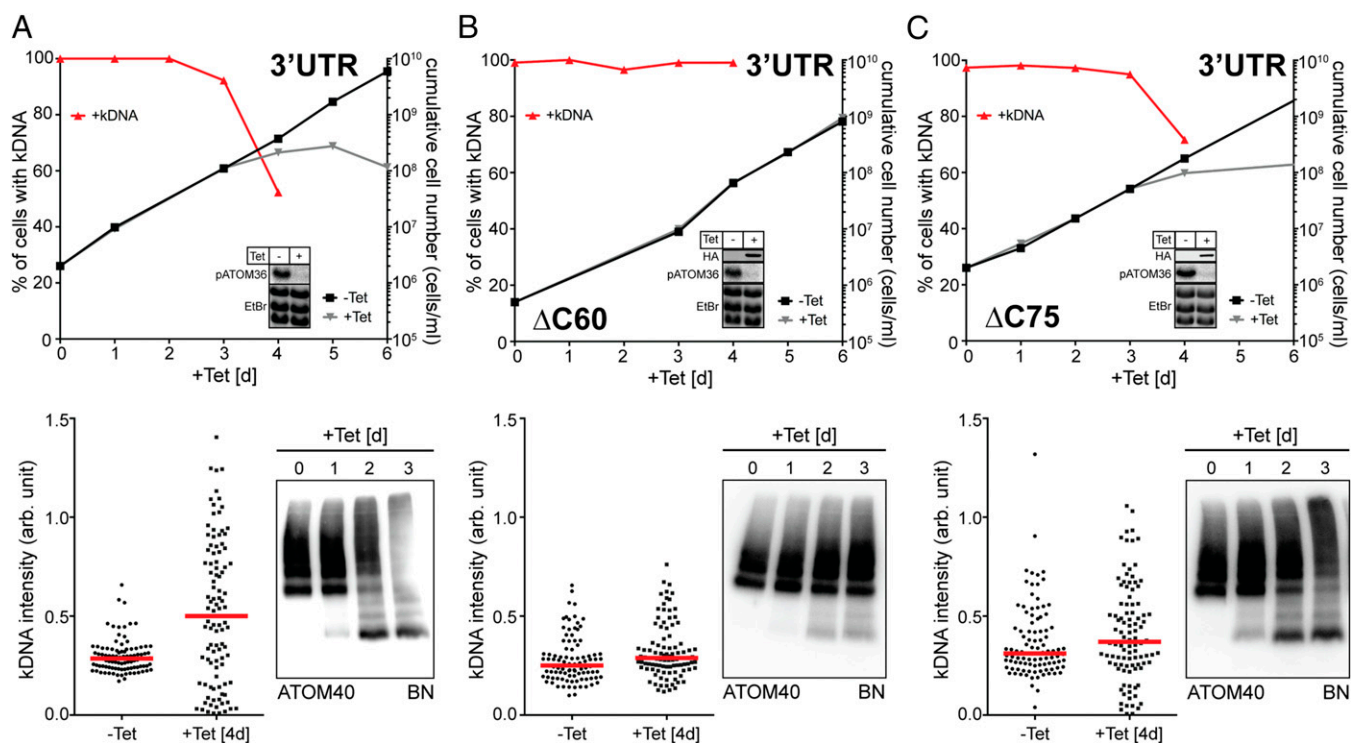 A
3'UTR
+kDNA
% of cells with kDNA
100
80
60
40
20
0
10^10
10^9
10^8
10^7
10^6
10^5
cumulative cell number (cells/ml)
Tet - +
pATOM36
EtBr
-Tet
+Tet
0 1 2 3 4 5 6
+Tet [d]
kDNA intensity (arb. unit)
1.5
1.0
0.5
0.0
-Tet +Tet [4d]
+Tet [d]
0 1 2 3
ATOM40 BN
B
3'UTR
+kDNA
% of cells with kDNA
100
80
60
40
20
0
10^10
10^9
10^8
10^7
10^6
10^5
cumulative cell number (cells/ml)
Tet - +
HA
pATOM36
EtBr
-Tet
+Tet
ΔC60
0 1 2 3 4 5 6
+Tet [d]
kDNA intensity (arb. unit)
1.5
1.0
0.5
0.0
-Tet +Tet [4d]
+Tet [d]
0 1 2 3
ATOM40 BN
C
3'UTR
+kDNA
% of cells with kDNA
100
80
60
40
20
0
10^10
10^9
10^8
10^7
10^6
10^5
cumulative cell number (cells/ml)
Tet - +
HA
pATOM36
EtBr
-Tet
+Tet
ΔC75
0 1 2 3 4 5 6
+Tet [d]
kDNA intensity (arb. unit)
1.5
1.0
0.5
0.0
-Tet +Tet [4d]
+Tet [d]
0 1 2 3
ATOM40 BN